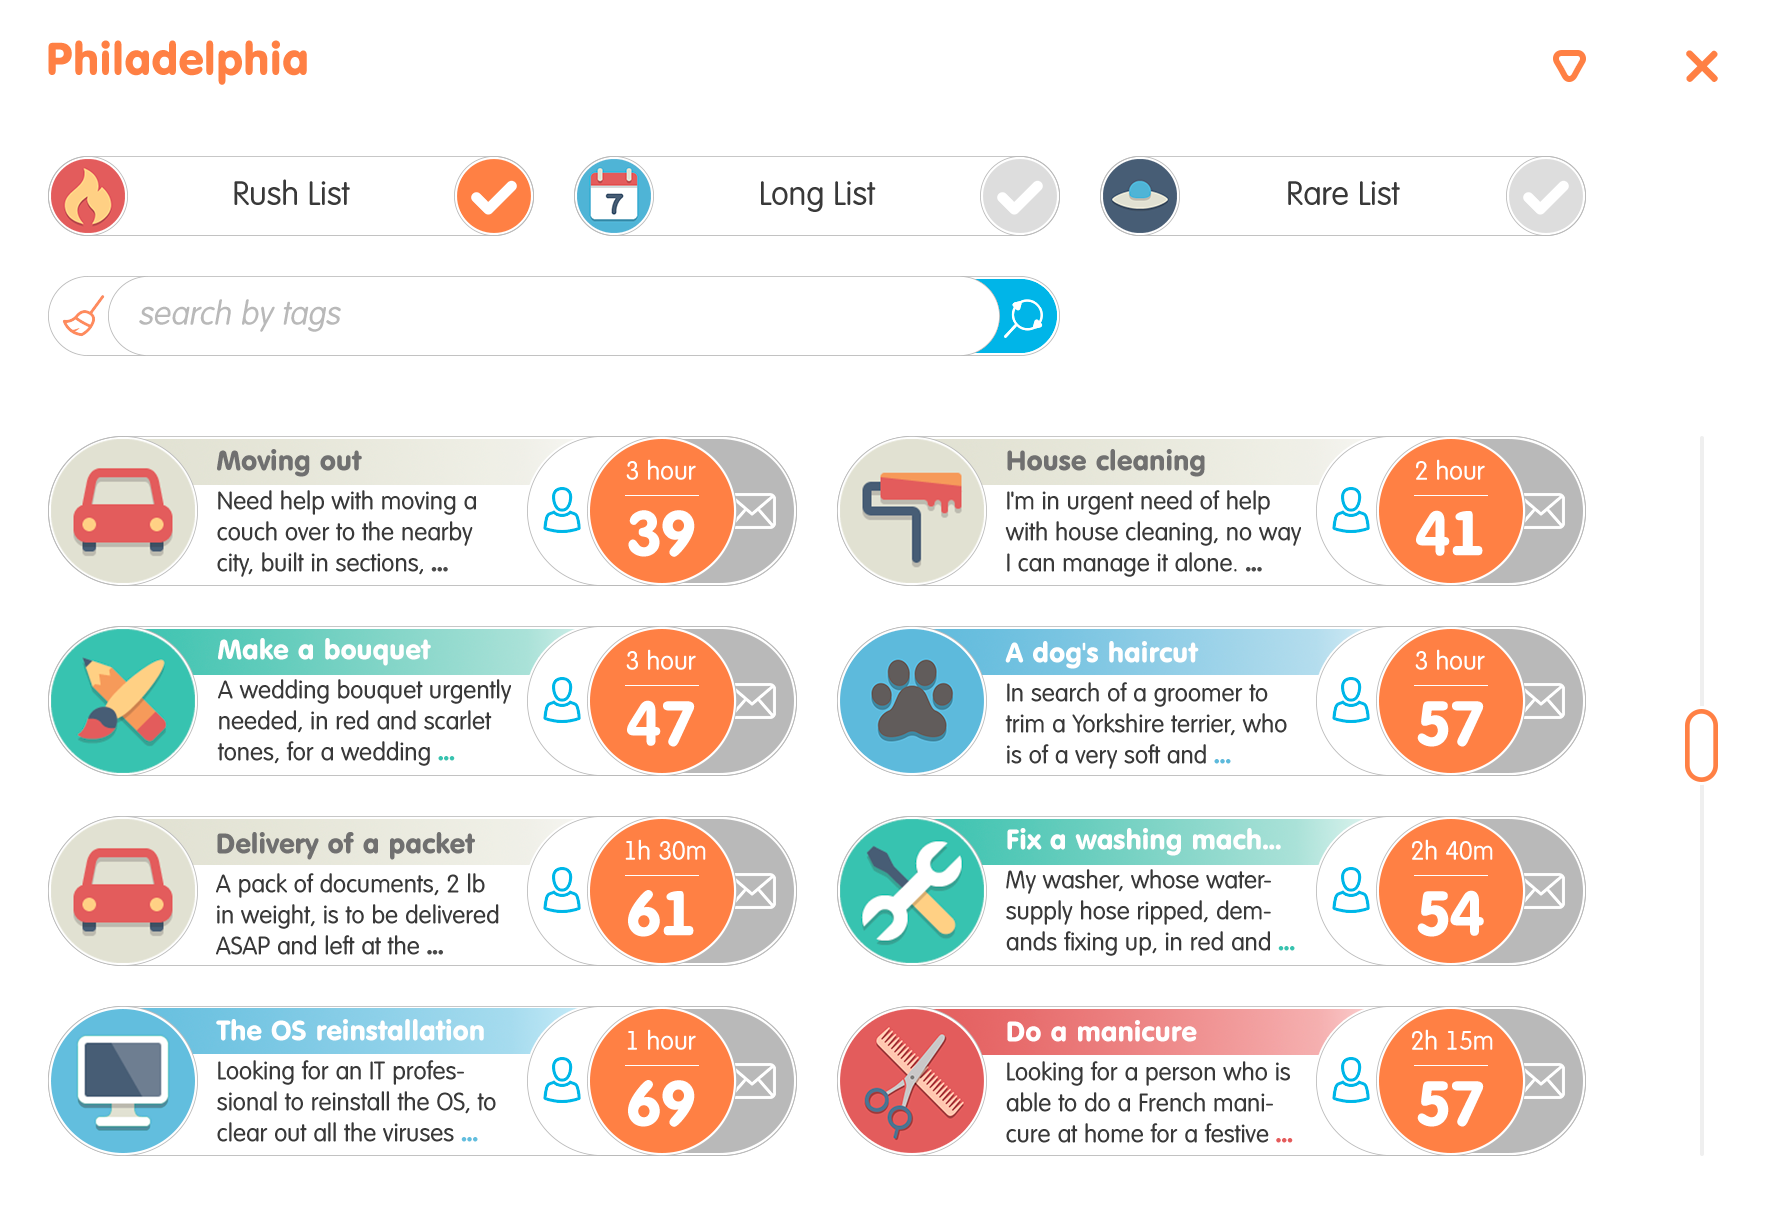 Philadelphia
Rush List
7
Long List
Rare List
search by tags
Moving out
Need help with moving a
couch over to the nearby
city, built in sections, ...
3 hour
39
House cleaning
I'm in urgent need of help
with house cleaning, no way
I can manage it alone. ...
2 hour
41
Make a bouquet
A wedding bouquet urgently
needed, in red and scarlet
tones, for a wedding ...
3 hour
47
A dog's haircut
In search of a groomer to
trim a Yorkshire terrier, who
is of a very soft and ...
3 hour
57
Delivery of a packet
A pack of documents, 2 lb
in weight, is to be delivered
ASAP and left at the ...
1h 30m
61
Fix a washing mach...
My washer, whose water-
supply hose ripped, dem-
ands fixing up, in red and ...
2h 40m
54
The OS reinstallation
Looking for an IT profes-
sional to reinstall the OS, to
clear out all the viruses ...
1 hour
69
Do a manicure
Looking for a person who is
able to do a French mani-
cure at home for a festive ...
2h 15m
57